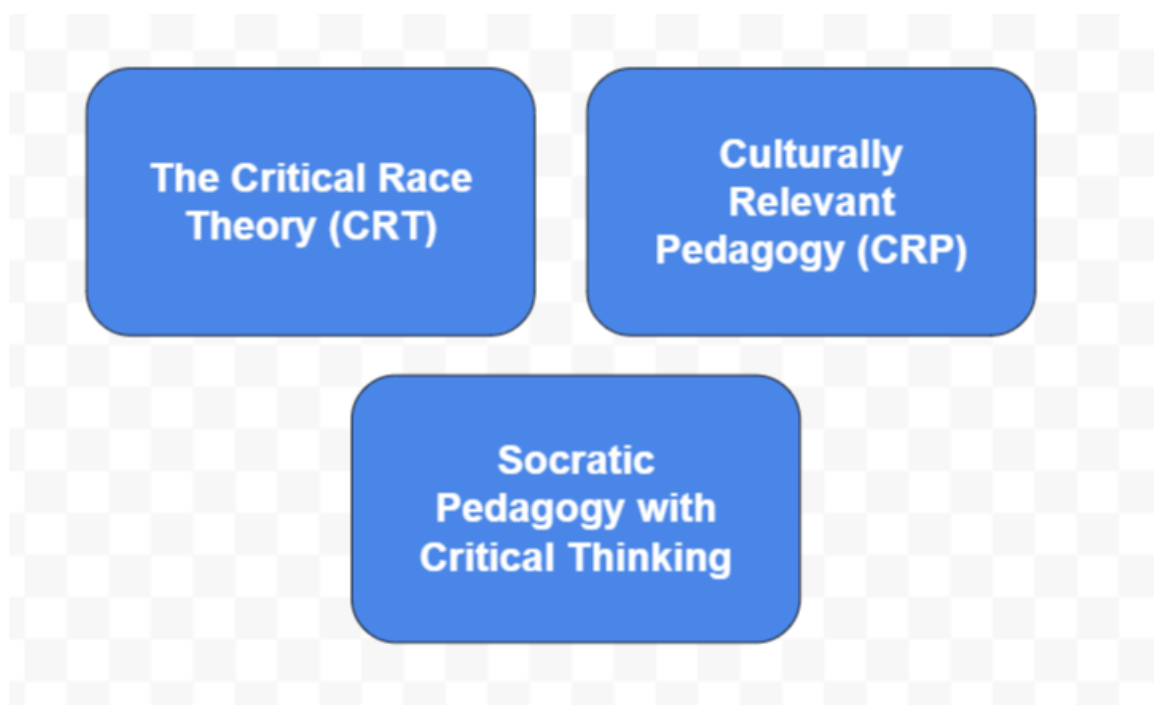 The Critical Race
Theory (CRT)
Culturally
Relevant
Pedagogy (CRP)
Socratic
Pedagogy with
Critical Thinking